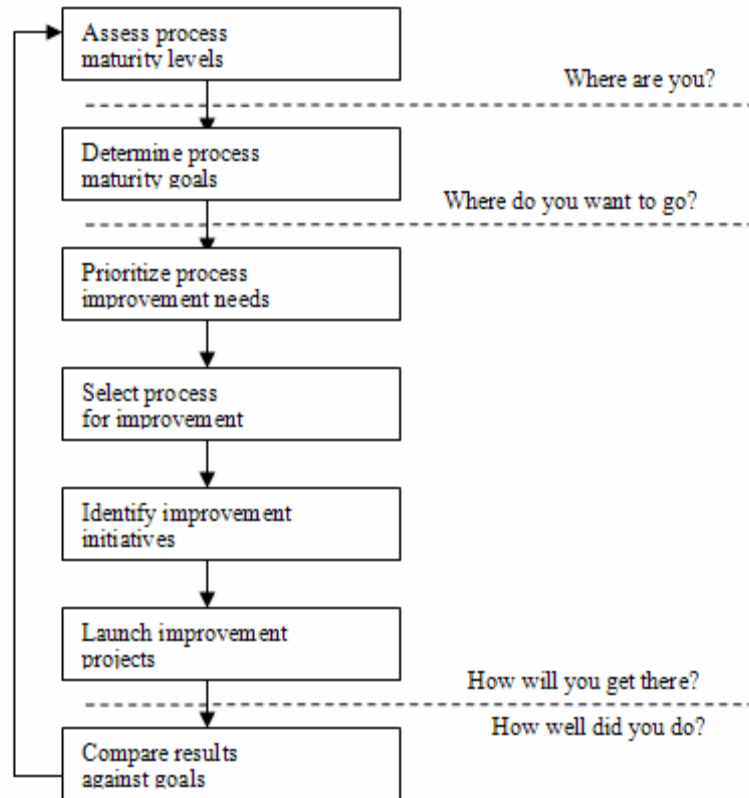 Assess process
maturity levels
Where are you?
Determine process
maturity goals
Where do you want to go?
Prioritize process
improvement needs
Select process
for improvement
Identify improvement
initiatives
Launch improvement
projects
How will you get there?
How well did you do?
Compare results
against goals